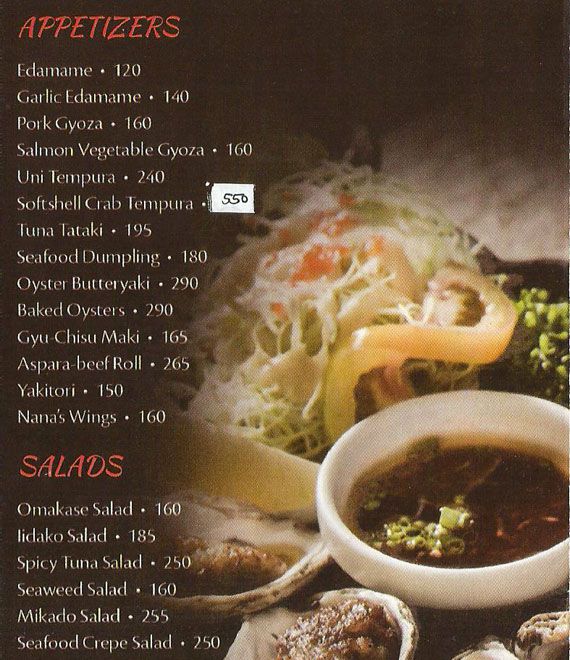 APPETIZERS
Edamame • 120
Garlic Edamame • 140
Pork Gyoza • 160
Salmon Vegetable Gyoza • 160
Uni Tempura • 240
Softshell Crab Tempura • 550
Tuna Tataki • 195
Seafood Dumpling • 180
Oyster Butteryaki • 290
Baked Oysters • 290
Gyu-Chisu Maki • 165
Aspara-beef Roll • 265
Yakitori • 150
Nana's Wings • 160
SALADS
Omakase Salad • 160
Iidako Salad • 185
Spicy Tuna Salad • 250
Seaweed Salad • 160
Mikado Salad • 255
Seafood Crepe Salad • 250